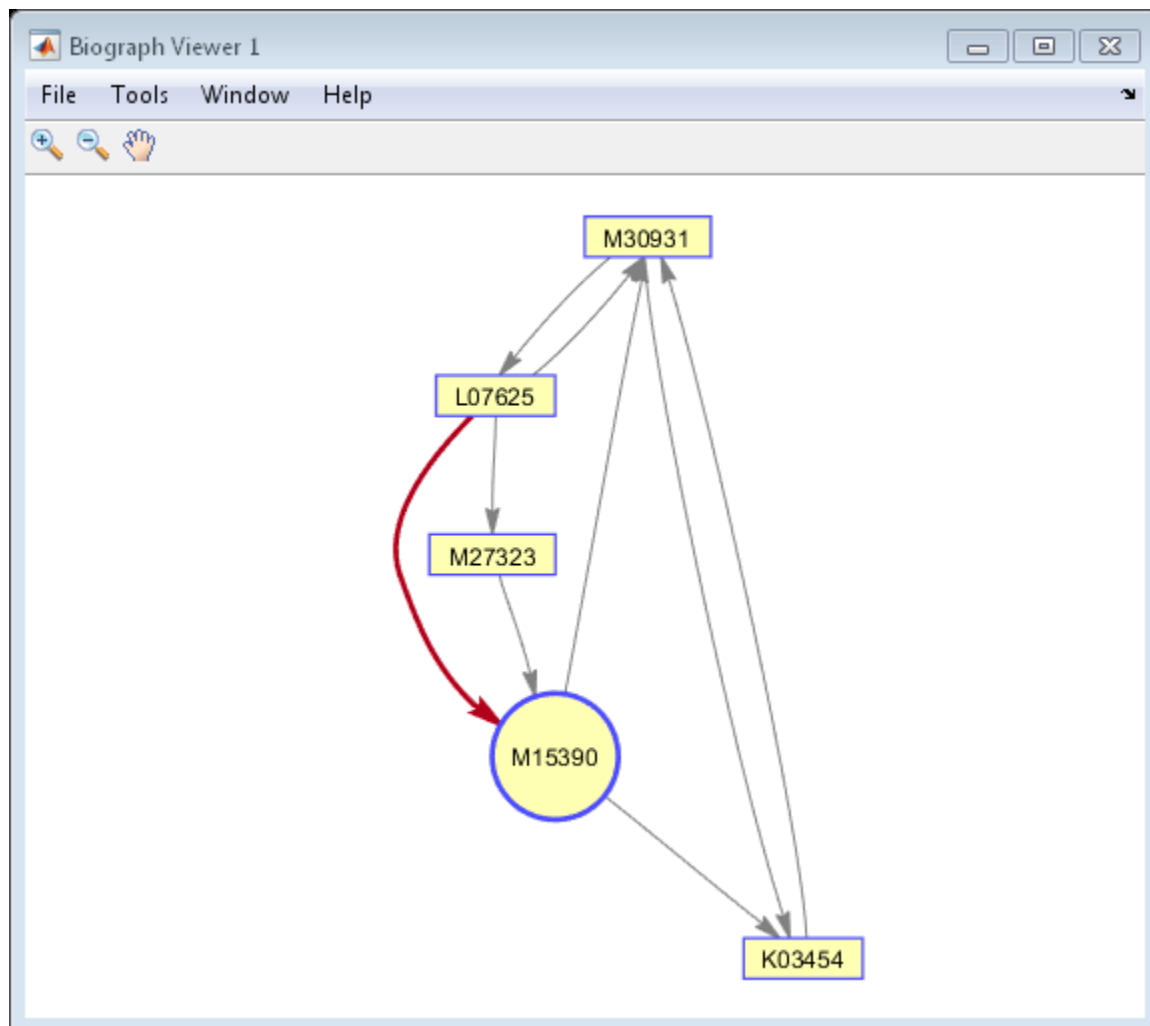 Biograph Viewer 1
File Tools Window Help
M30931
L07625
M27323
M15390
K03454